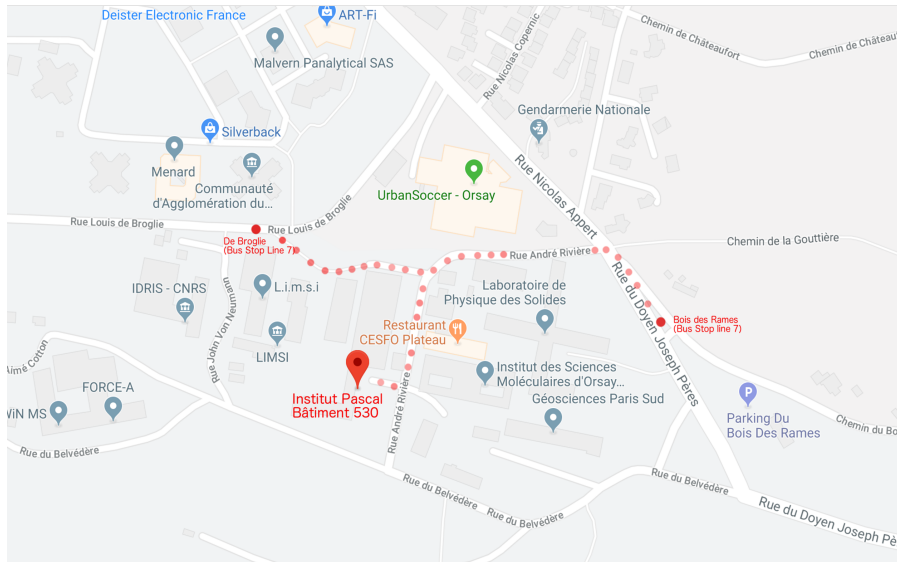 Deister Electronic France
ART-Fi
Malvern Panalytical SAS
Rue Nicolas Copernic
Chemin de Châteaufort
Chemin de Château
Gendarmerie Nationale
Silverback
Menard
Communauté
d'Agglomération du...
UrbanSoccer - Orsay
Rue Nicolas Appert
Rue Louis de Broglie
Rue Louis de Broglie
De Broglie
(Bus Stop Line 7)
Rue André Rivière
Chemin de la Gouttière
IDRIS - CNRS
L.i.m.s.i
Rue John Von Neumann
Laboratoire de
Physique des Solides
Rue du Doyen Joseph Pères
Bois des Rames
(Bus Stop line 7)
Restaurant
CESFO Plateau
LIMSI
Aimé Cotton
FORCE-A
WiN MS
Institut Pascal
Bâtiment 530
Rue André Rivière
Institut des Sciences
Moléculaires d'Orsay...
Géosciences Paris Sud
Parking Du
Bois Des Rames
Chemin du Bo
Rue du Belvédère
Rue du Belvédère
Rue du Belvédère
Rue du Belvédère
Rue du Doyen Joseph Pè